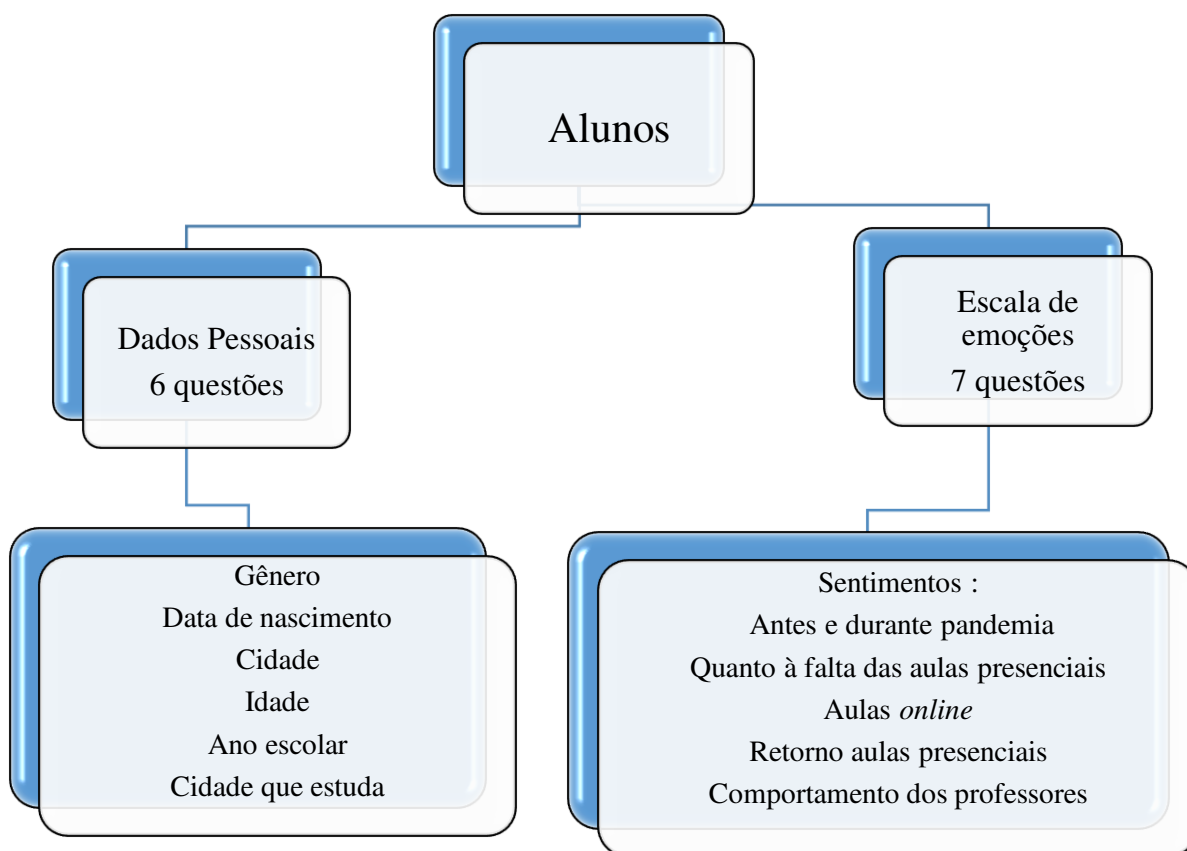 Alunos
Dados Pessoais
6 questões
Escala de
emoções
7 questões
Gênero
Data de nascimento
Cidade
Idade
Ano escolar
Cidade que estuda
Sentimentos :
Antes e durante pandemia
Quanto à falta das aulas presenciais
Aulas online
Retorno aulas presenciais
Comportamento dos professores